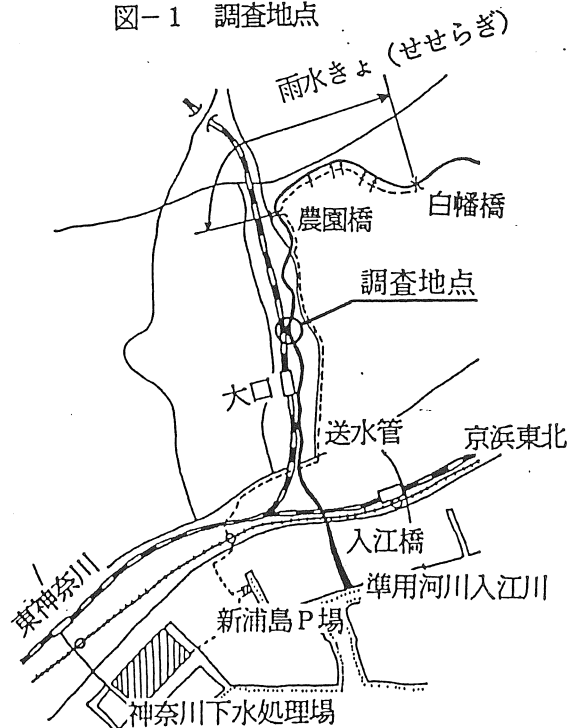 図－1 調査地点
雨水きょ（せせらぎ）
白幡橋
農園橋
調査地点
大口
送水管
京浜東北
入江橋
準用河川入江川
東神奈川
新浦島P場
神奈川下水処理場